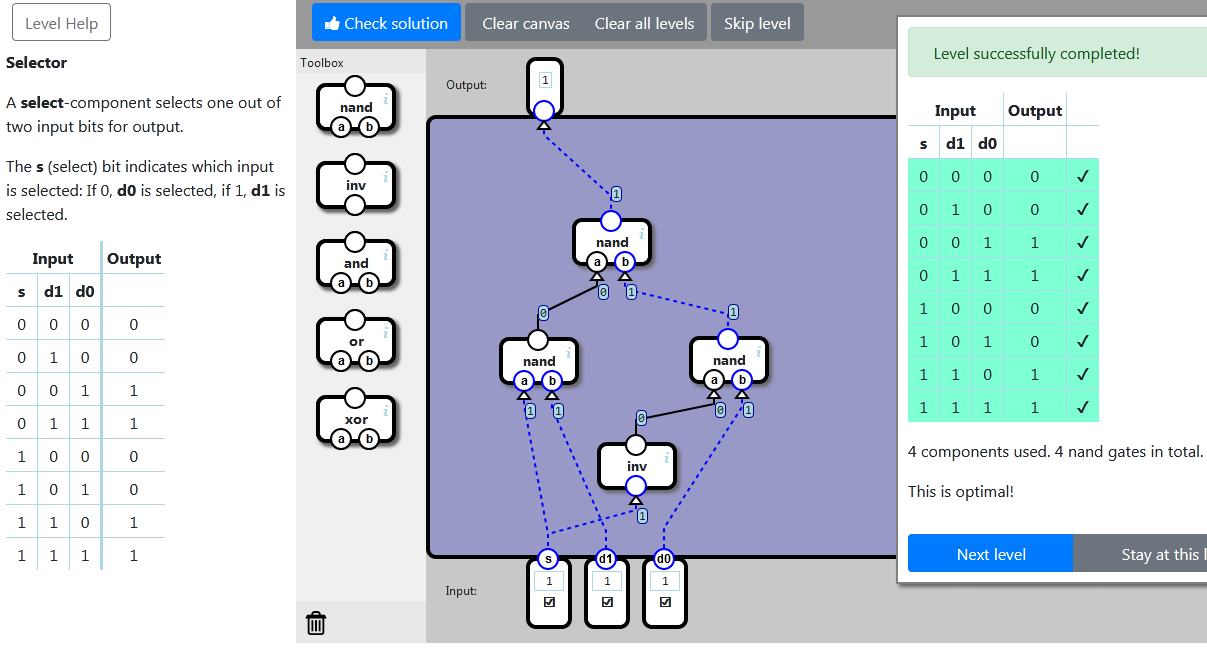 Level Help
Selector
A select-component selects one out of
two input bits for output.
The s (select) bit indicates which input
is selected: If 0, d0 is selected, if 1, d1 is
selected.
Input Output
s d1 d0
0 0 0 0
0 1 0 0
0 0 1 1
0 1 1 1
1 0 0 0
1 0 1 0
1 1 0 1
1 1 1 1
Check solution Clear canvas Clear all levels Skip level
Toolbox
nand
i
a b
inv
i
and
i
a b
or
i
a b
xor
i
a b
Output:
1
1
nand
i
a b
0 1
0 1
nand
i
a b
1 1
nand
i
a b
0 1
0
inv
i
1
s d1 d0
Input:
1 1 1
Level successfully completed!
Input Output
s d1 d0
0 0 0 0 ✓
0 1 0 0 ✓
0 0 1 1 ✓
0 1 1 1 ✓
1 0 0 0 ✓
1 0 1 0 ✓
1 1 0 1 ✓
1 1 1 1 ✓
4 components used. 4 nand gates in total.
This is optimal!
Next level Stay at this l